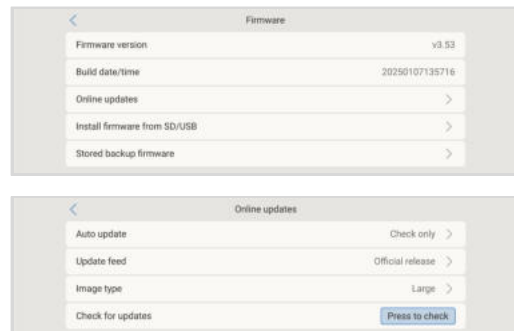 Firmware
Firmware version v3.53
Build date/time 20250107135716
Online updates
Install firmware from SD/USB
Stored backup firmware
Online updates
Auto update Check only
Update feed Official release
Image type Large
Check for updates Press to check